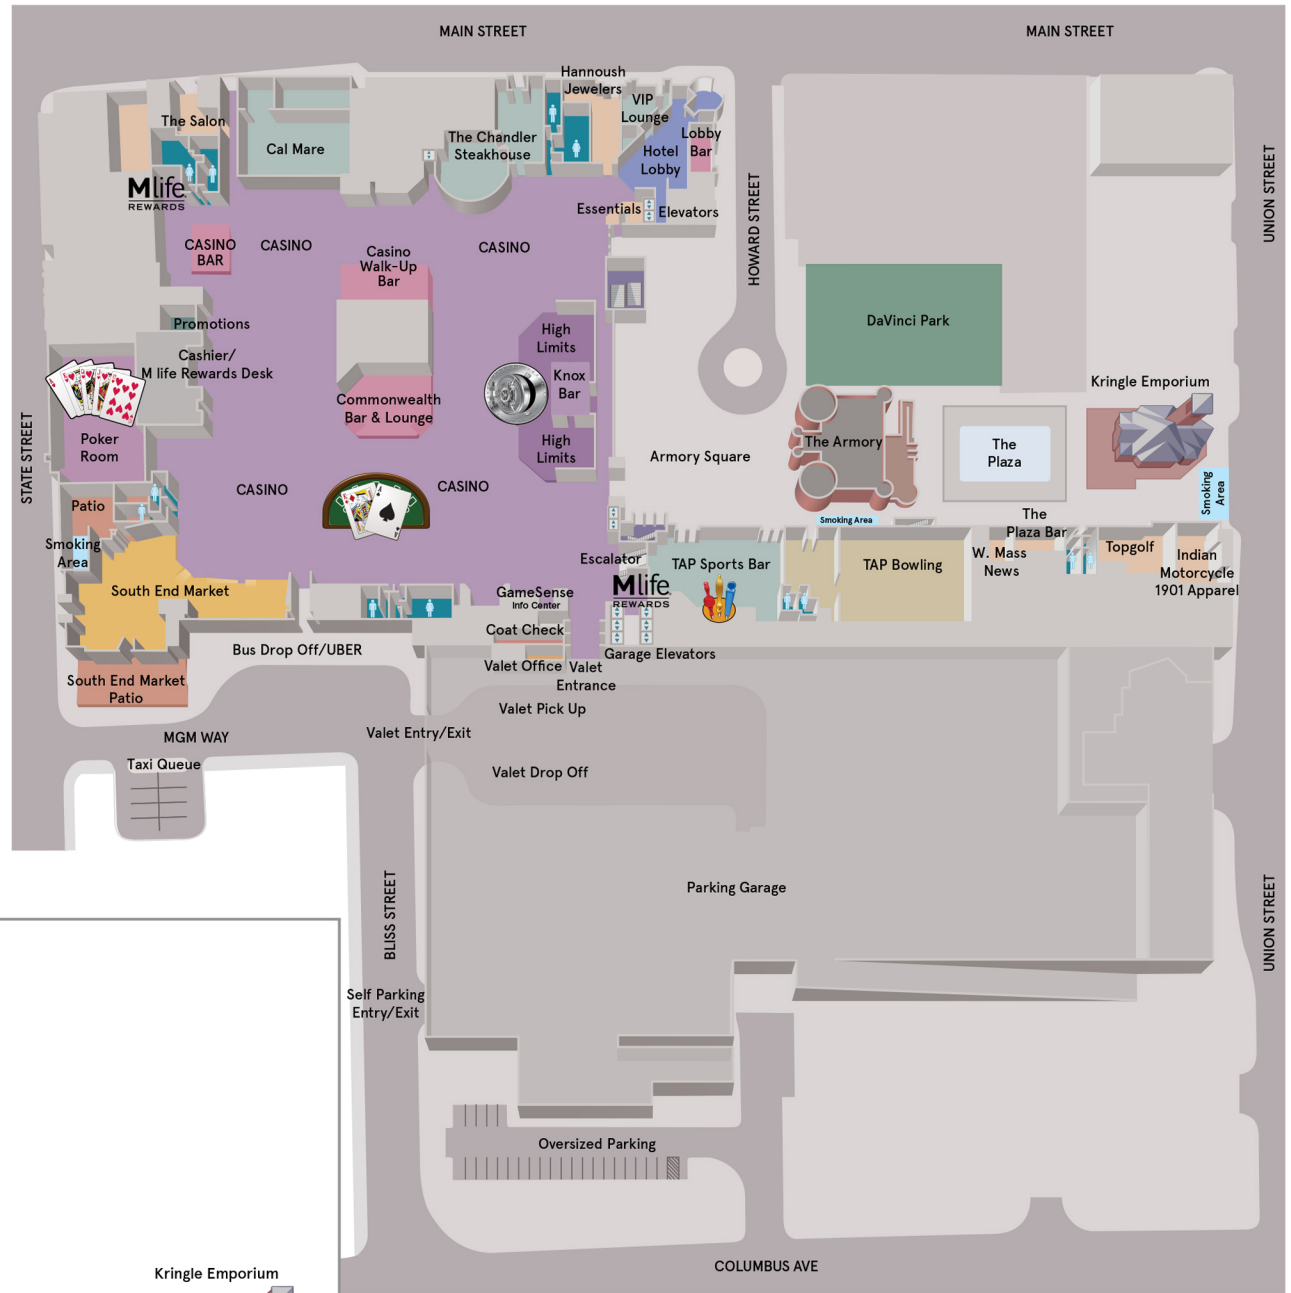 MAIN STREET
MAIN STREET
Hannoush
Jewelers
The Salon
VIP
Lounge
Cal Mare
The Chandler
Steakhouse
Lobby
Bar
Hotel
Lobby
Mlife
REWARDS
Essentials
Elevators
HOWARD STREET
UNION STREET
CASINO
BAR
CASINO
CASINO
Casino
Walk-Up
Bar
Promotions
Cashier/
M life Rewards Desk
High
Limits
Knox
Bar
High
Limits
DaVinci Park
Kringle Emporium
Commonwealth
Bar & Lounge
STATE STREET
Poker
Room
Armory Square
The Armory
The
Plaza
CASINO
CASINO
Smoking
Area
Patio
Smoking Area
The
Plaza Bar
Smoking
Area
Escalator
TAP Sports Bar
TAP Bowling
W. Mass
News
Topgolf
Indian
Motorcycle
1901 Apparel
South End Market
Mlife
REWARDS
GameSense
Info Center
Coat Check
Bus Drop Off/UBER
Garage Elevators
Valet Office
Valet
Entrance
South End Market
Patio
Valet Pick Up
MGM WAY
Valet Entry/Exit
Taxi Queue
Valet Drop Off
Parking Garage
BLISS STREET
UNION STREET
Self Parking
Entry/Exit
Oversized Parking
COLUMBUS AVE
Kringle Emporium